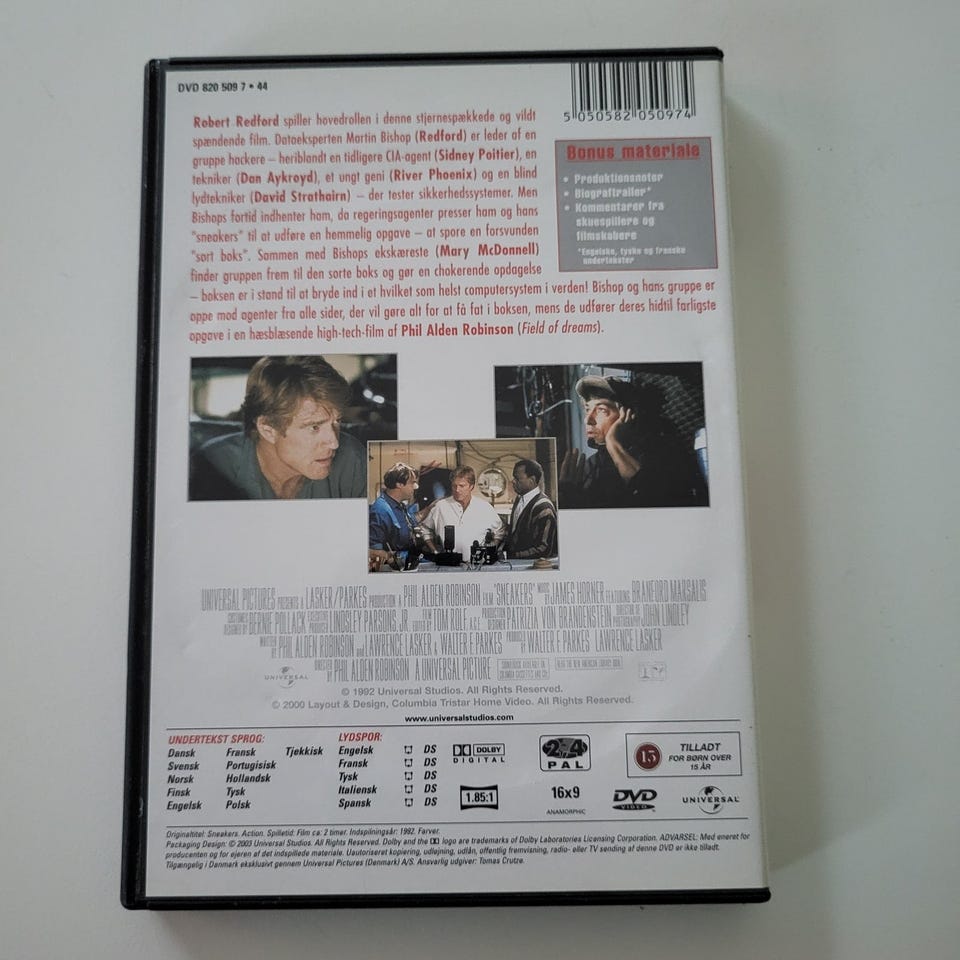 DVD 820 509 7 • 44
5 050582 050974
Robert Redford spiller hovedrollen i denne stjernespækkede og vildt
spændende film. Dataeksperten Martin Bishop (Redford) er leder af en
gruppe hackere – heriblandt en tidligere CIA-agent (Sidney Poitier), en
tekniker (Dan Aykroyd), et ungt geni (River Phoenix) og en blind
lydtekniker (David Strathairn) – der tester sikkerhedssystemer. Men
Bishops fortid indhenter ham, da regeringsagenter presser ham og hans
"sneakers" til at udføre en hemmelig opgave – at spore en forsvunden
"sort boks". Sammen med Bishops ekskæreste (Mary McDonnell)
finder gruppen frem til den sorte boks og gør en chokerende opdagelse
– boksen er i stand til at bryde ind i et hvilket som helst computersystem i verden! Bishop og hans gruppe er
oppe mod agenter fra alle sider, der vil gøre alt for at få fat i boksen, mens de udfører deres hidtil farligste
opgave i en hæsblæsende high-tech-film af Phil Alden Robinson (Field of dreams).
Bonus materiale
• Produktionsnoter
• Biograftrailer*
• Kommentarer fra
skuespillere og
filmskabere
*Engelske, tyske og franske
undertekster
UNIVERSAL PICTURES PRESENTS A LASKER/PARKES PRODUCTION A PHIL ALDEN ROBINSON FILM "SNEAKERS" MUSIC BY JAMES HORNER FEATURING BRANFORD MARSALIS
COSTUMES DESIGNED BY BERNIE POLLACK EXECUTIVE PRODUCER LINDSLEY PARSONS, JR. FILM EDITED BY TOM ROLF A.C.E. PRODUCTION DESIGNER PATRIZIA VON BRANDENSTEIN DIRECTOR OF PHOTOGRAPHY JOHN LINDLEY
WRITTEN BY PHIL ALDEN ROBINSON and LAWRENCE LASKER & WALTER F. PARKES PRODUCED BY WALTER F. PARKES LAWRENCE LASKER
UNIVERSAL DIRECTED BY PHIL ALDEN ROBINSON A UNIVERSAL PICTURE
© 1992 Universal Studios. All Rights Reserved.
© 2000 Layout & Design, Columbia Tristar Home Video. All Rights Reserved.
www.universalstudios.com
UNDERTEKST SPROG:
Dansk Fransk Tjekkisk
Svensk Portugisisk
Norsk Hollandsk
Finsk Tysk
Engelsk Polsk
LYDSPOR:
Engelsk DS
Fransk DS
Tysk DS
Italiensk DS
Spansk DS
DOLBY
DIGITAL
1.85:1
2 4
PAL
16x9
ANAMORPHIC
15
TILLADT
FOR BØRN OVER
15 ÅR
DVD
VIDEO
UNIVERSAL
Originaltitel: Sneakers. Action. Spilletid: Film ca: 2 timer. Indspilningsår: 1992. Farver.
Packaging Design: © 2003 Universal Studios. All Rights Reserved. Dolby and the logo are trademarks of Dolby Laboratories Licensing Corporation. ADVARSEL: Med eneret for
producenten og for ejeren af det indspillede materiale. Uautoriseret kopiering, udlejning, udlån, offentlig fremvisning, radio- eller TV sending af denne DVD er ikke tilladt.
Tilgængelig i Danmark eksklusivt gennem Universal Pictures (Denmark) A/S. Ansvarlig udgiver: Tomas Crutze.